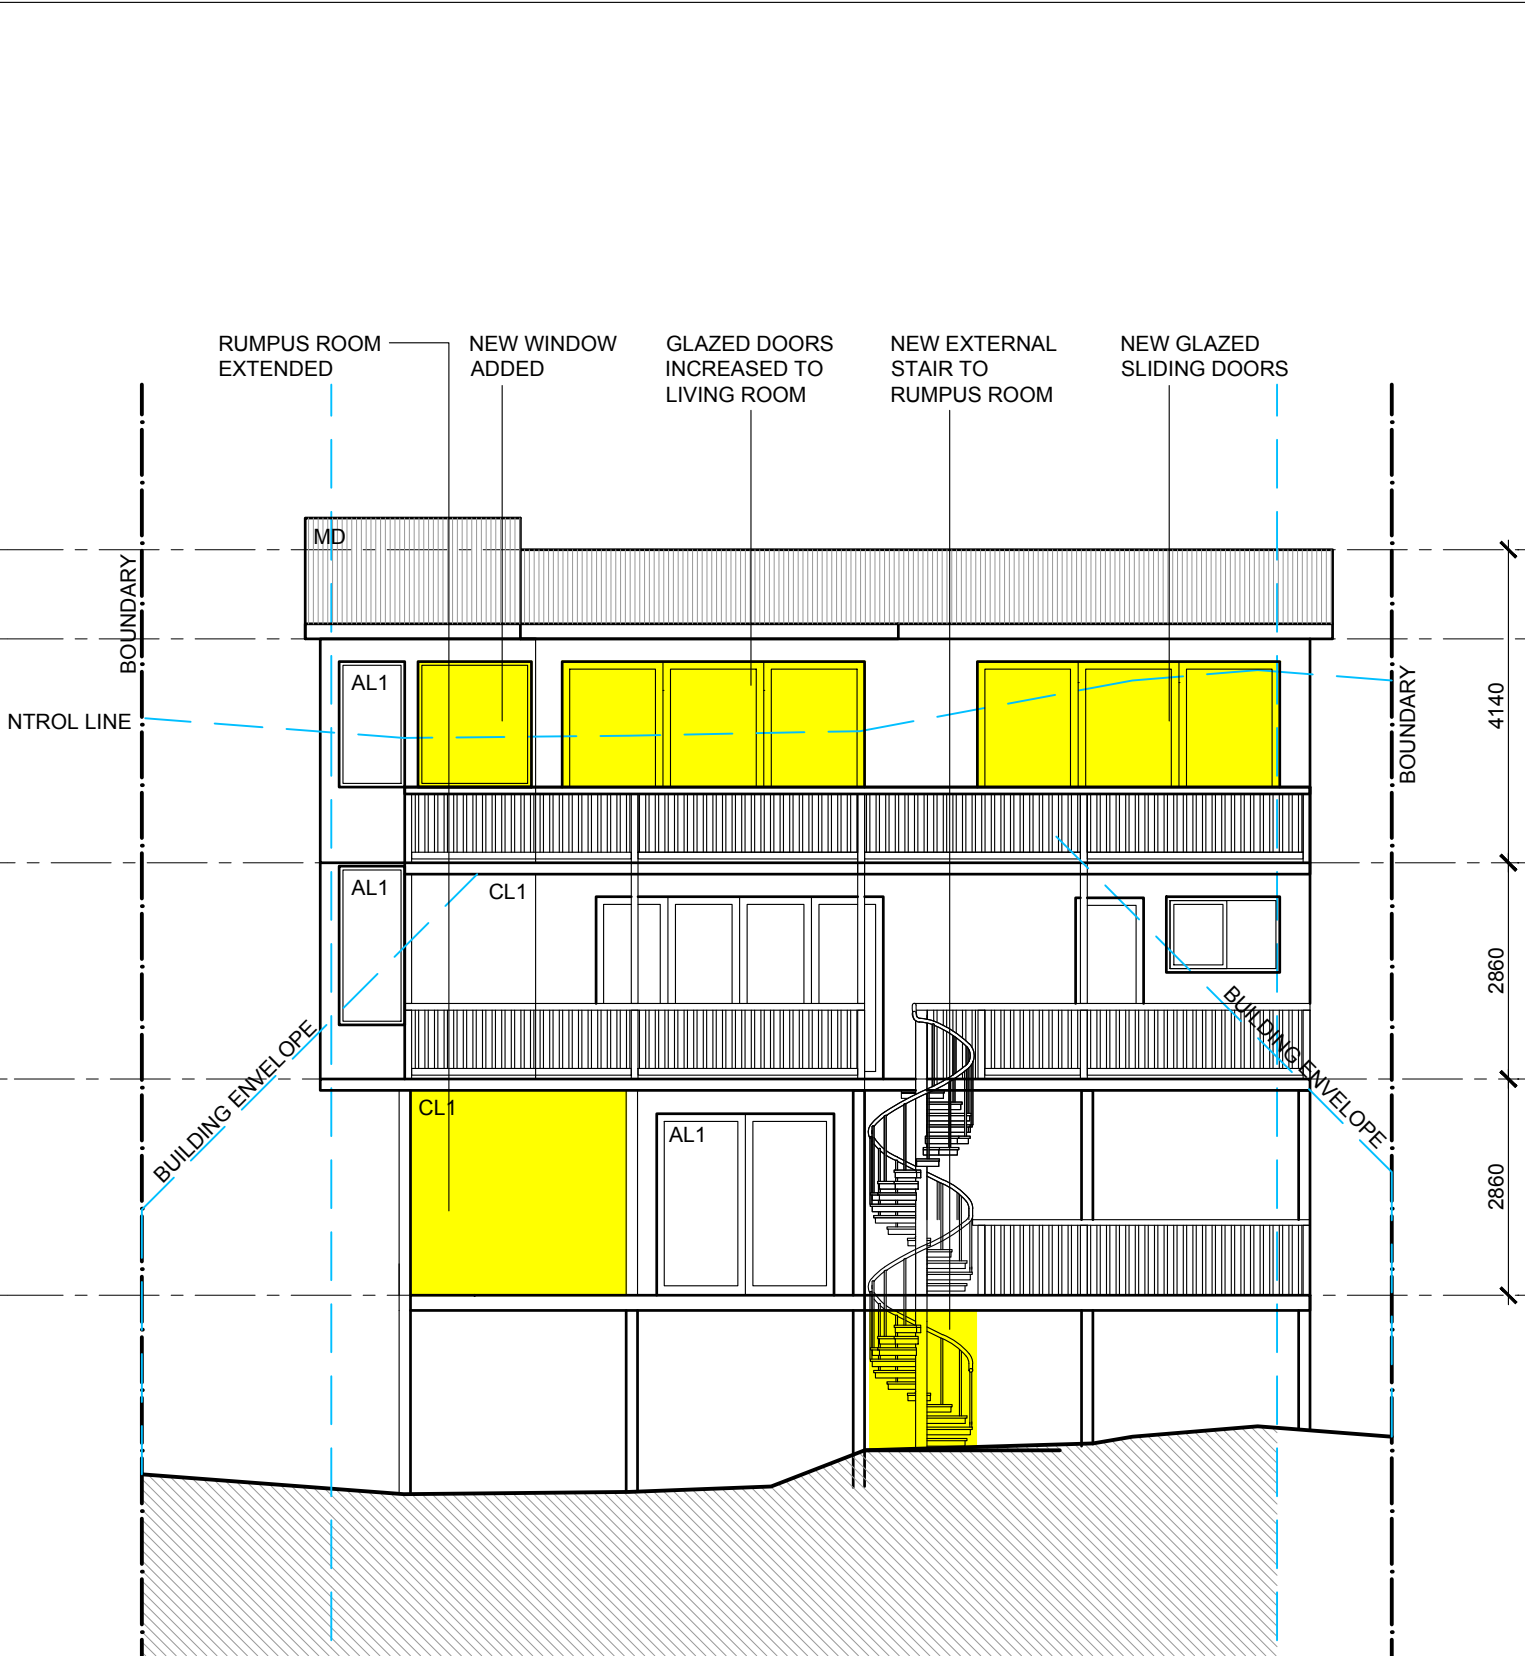 RUMPUS ROOM
EXTENDED
NEW WINDOW
ADDED
GLAZED DOORS
INCREASED TO
LIVING ROOM
NEW EXTERNAL
STAIR TO
RUMPUS ROOM
NEW GLAZED
SLIDING DOORS
MD
BOUNDARY
AL1
NTROL LINE
BOUNDARY
4140
AL1
CL1
2860
BUILDING ENVELOPE
BUILDING ENVELOPE
CL1
AL1
2860